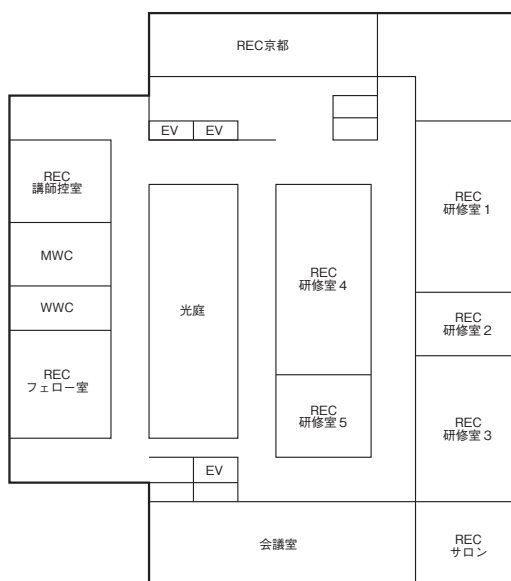 REC京都
EV
EV
REC
講師控室
REC
研修室1
MWC
REC
研修室4
WWC
光庭
REC
研修室2
REC
フェロー室
REC
研修室5
REC
研修室3
EV
会議室
REC
サロン